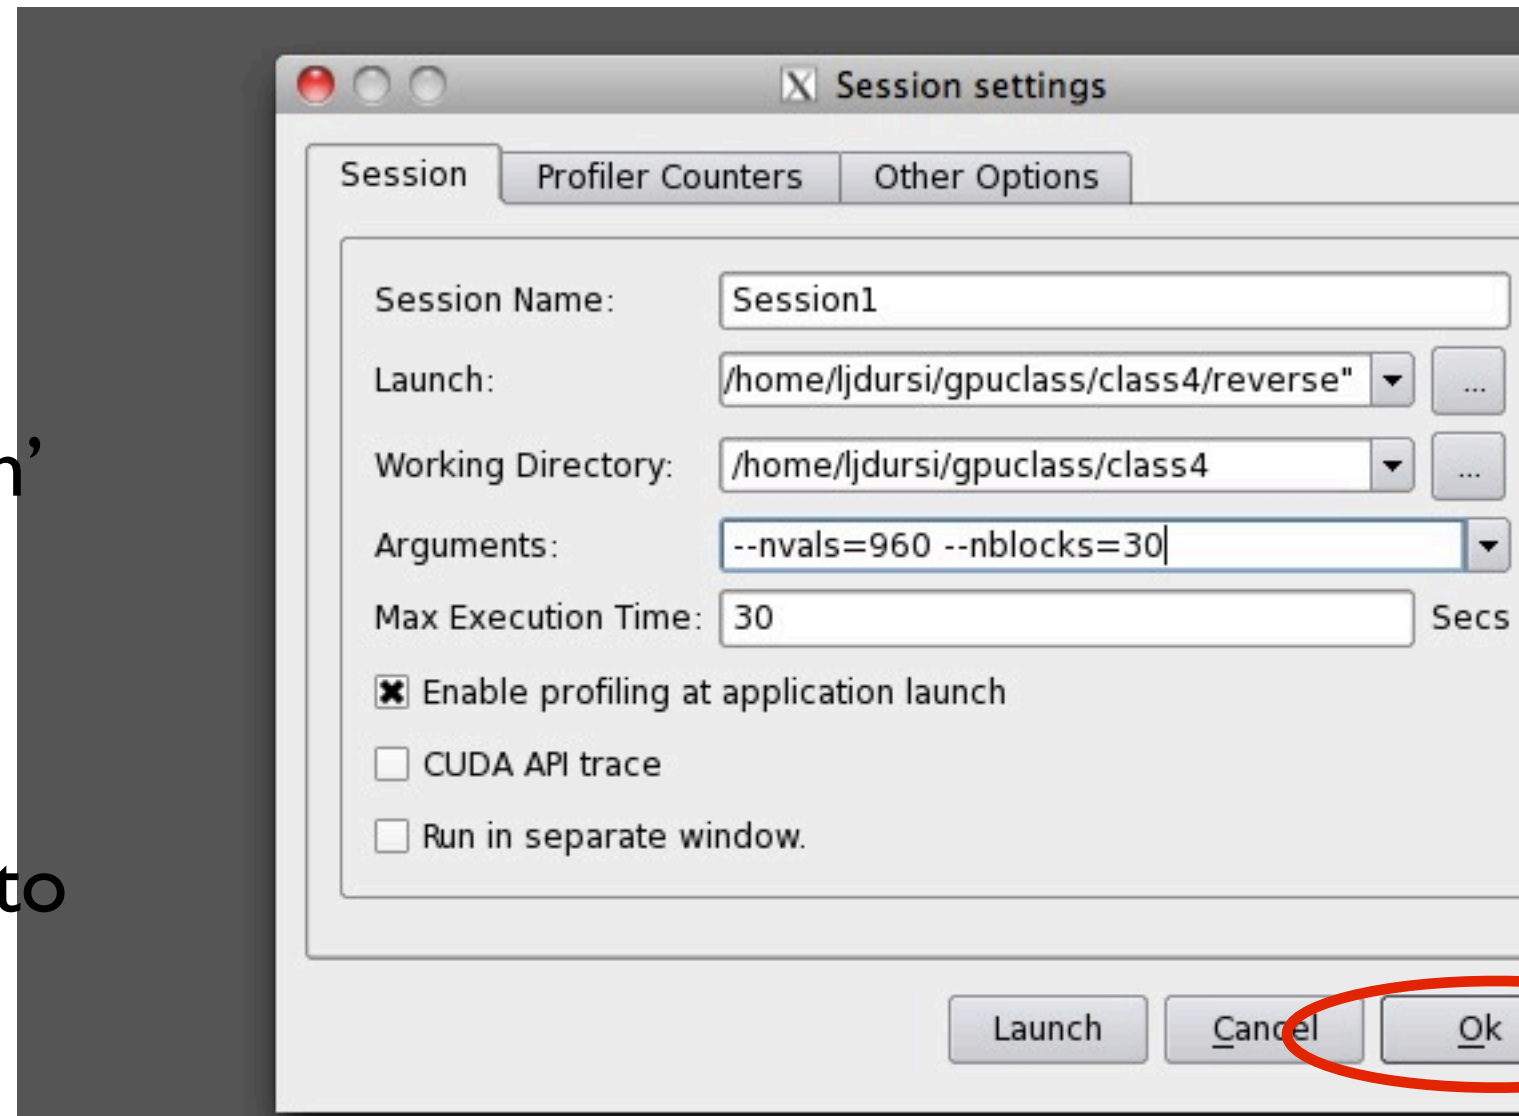 Session settings
Session Profiler Counters Other Options
Session Name: Session1
Launch: /home/ljdursi/gpuclass/class4/reverse" ...
n’
Working Directory: /home/ljdursi/gpuclass/class4 ...
Arguments: --nvals=960 --nblocks=30
Max Execution Time: 30 Secs
Enable profiling at application launch
CUDA API trace
Run in separate window.
to
Launch Cancel Ok